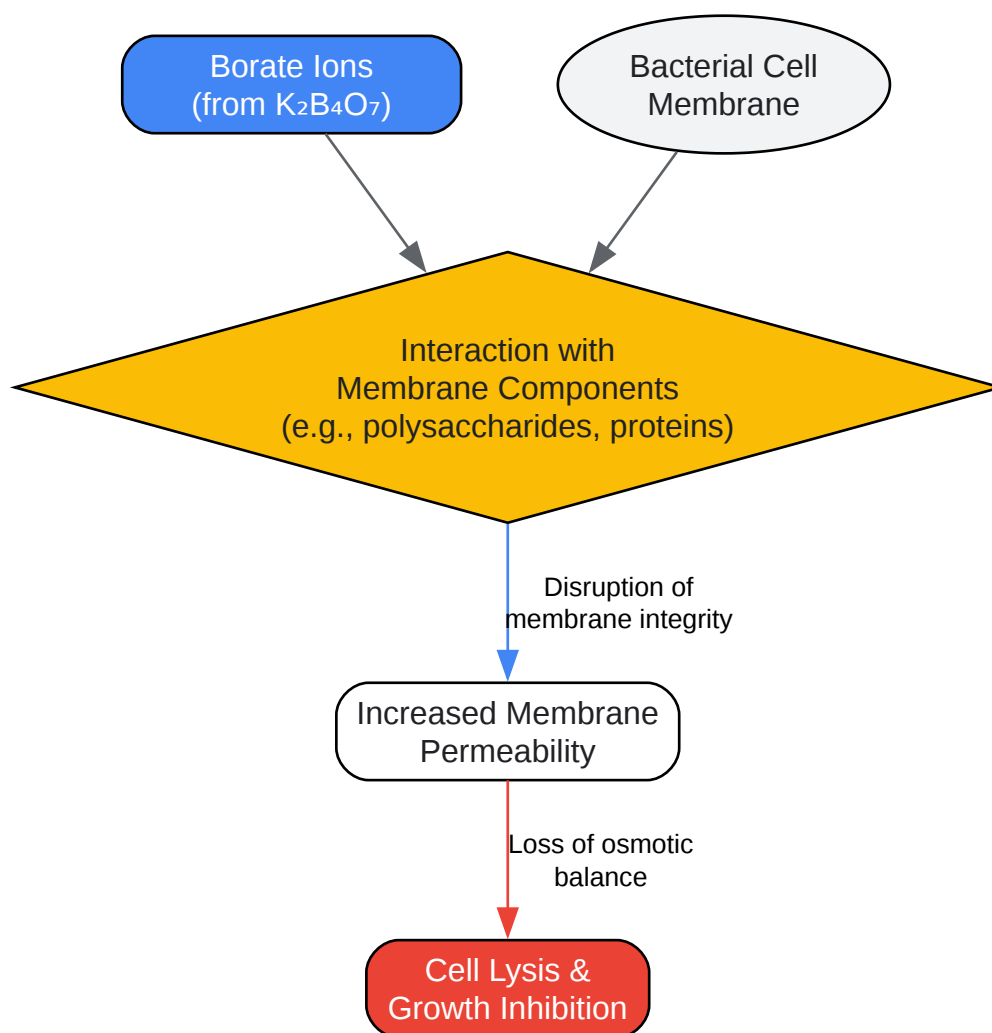 Borate Ions
(from K₂B₄O₇)
Bacterial Cell
Membrane
Interaction with
Membrane Components
(e.g., polysaccharides, proteins)
Disruption of
membrane integrity
Increased Membrane
Permeability
Loss of osmotic
balance
Cell Lysis &
Growth Inhibition